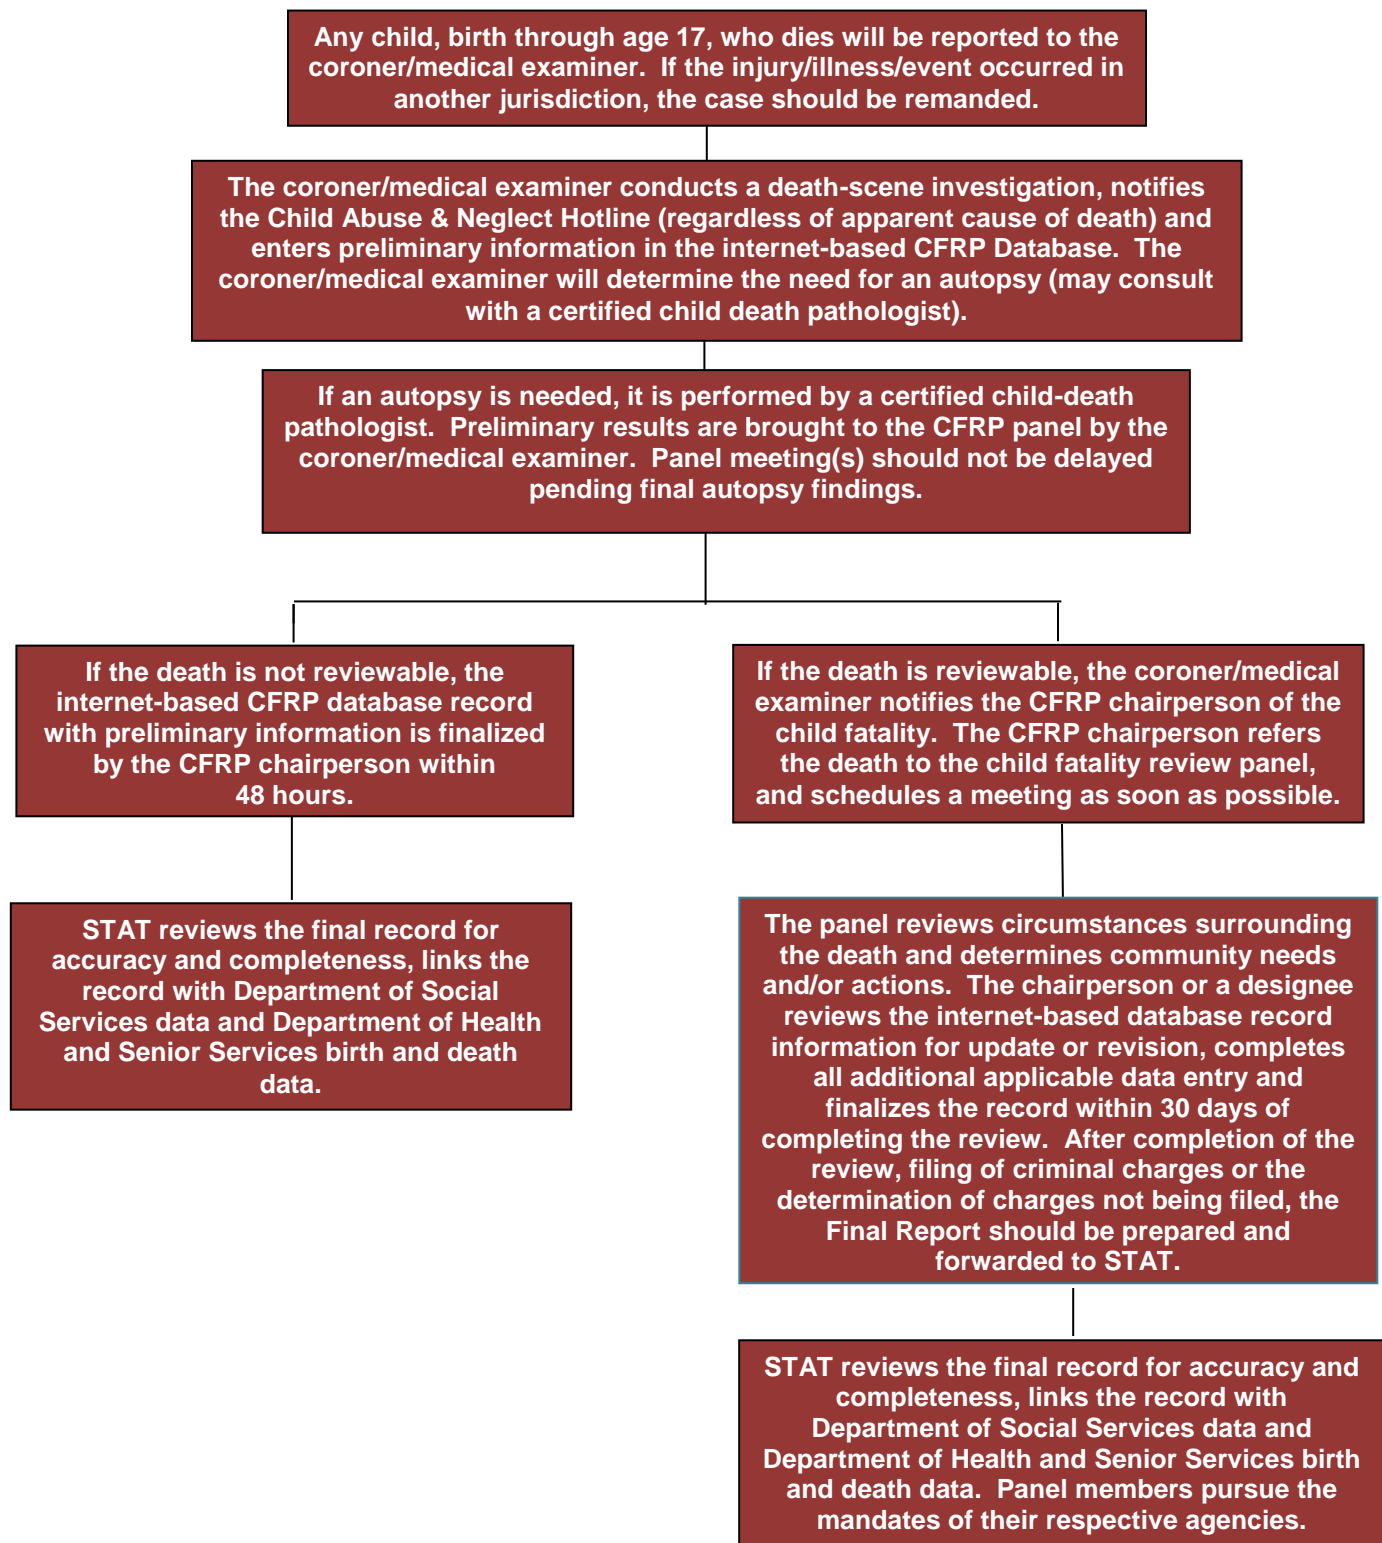 Any child, birth through age 17, who dies will be reported to the
coroner/medical examiner.  If the injury/illness/event occurred in
another jurisdiction, the case should be remanded.
The coroner/medical examiner conducts a death-scene investigation, notifies
the Child Abuse & Neglect Hotline (regardless of apparent cause of death) and
enters preliminary information in the internet-based CFRP Database.  The
coroner/medical examiner will determine the need for an autopsy (may consult
with a certified child death pathologist).
If an autopsy is needed, it is performed by a certified child-death
pathologist.  Preliminary results are brought to the CFRP panel by the
coroner/medical examiner.  Panel meeting(s) should not be delayed
pending final autopsy findings.
If the death is not reviewable, the
internet-based CFRP database record
with preliminary information is finalized
by the CFRP chairperson within
48 hours.
STAT reviews the final record for
accuracy and completeness, links the
record with Department of Social
Services data and Department of Health
and Senior Services birth and death
data.
If the death is reviewable, the coroner/medical
examiner notifies the CFRP chairperson of the
child fatality.  The CFRP chairperson refers
the death to the child fatality review panel,
and schedules a meeting as soon as possible.
The panel reviews circumstances surrounding
the death and determines community needs
and/or actions.  The chairperson or a designee
reviews the internet-based database record
information for update or revision, completes
all additional applicable data entry and
finalizes the record within 30 days of
completing the review.  After completion of the
review, filing of criminal charges or the
determination of charges not being filed, the
Final Report should be prepared and
forwarded to STAT.
STAT reviews the final record for accuracy and
completeness, links the record with
Department of Social Services data and
Department of Health and Senior Services birth
and death data.  Panel members pursue the
mandates of their respective agencies.